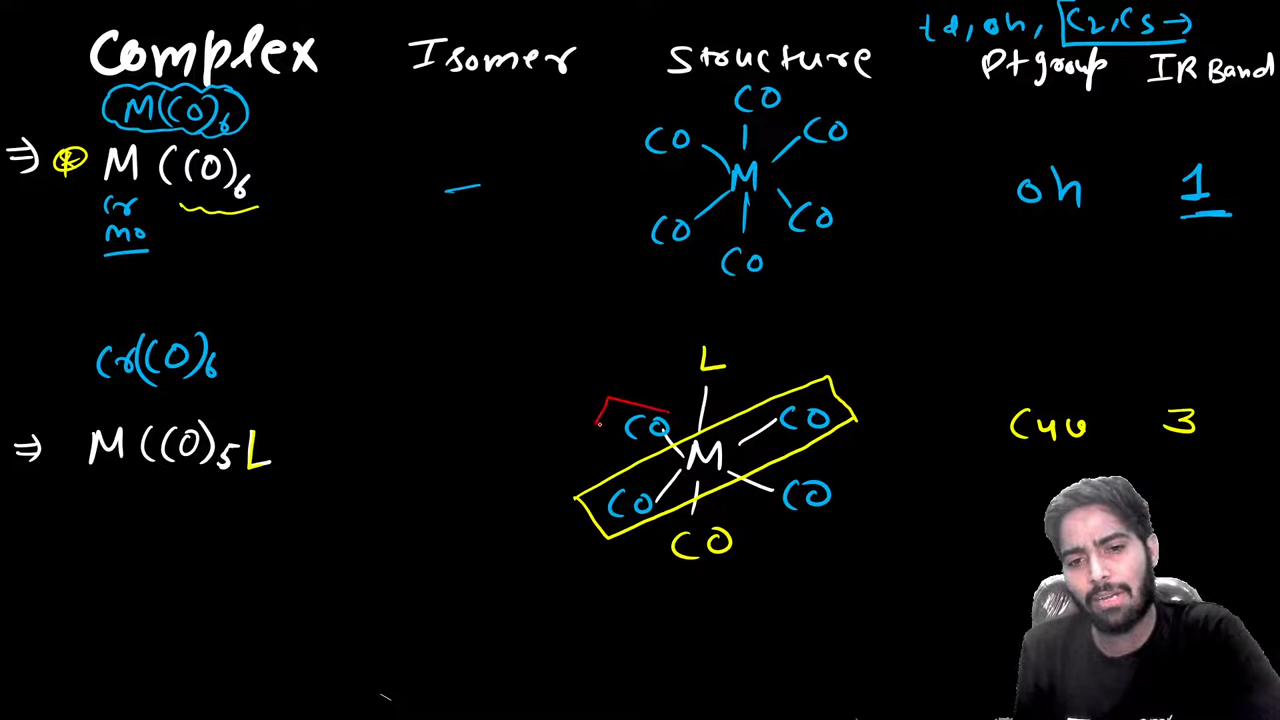 td, oh, C2, C3 →
Complex Isomer Structure Pt group IR Band
M(CO)6
⇒ * M (CO)6 — oh 1
Cr
Mo
CO
CO CO
M
CO CO
CO
Cr(CO)6
⇒ M(CO)5L C4v 3
L
CO CO
M
CO CO
CO